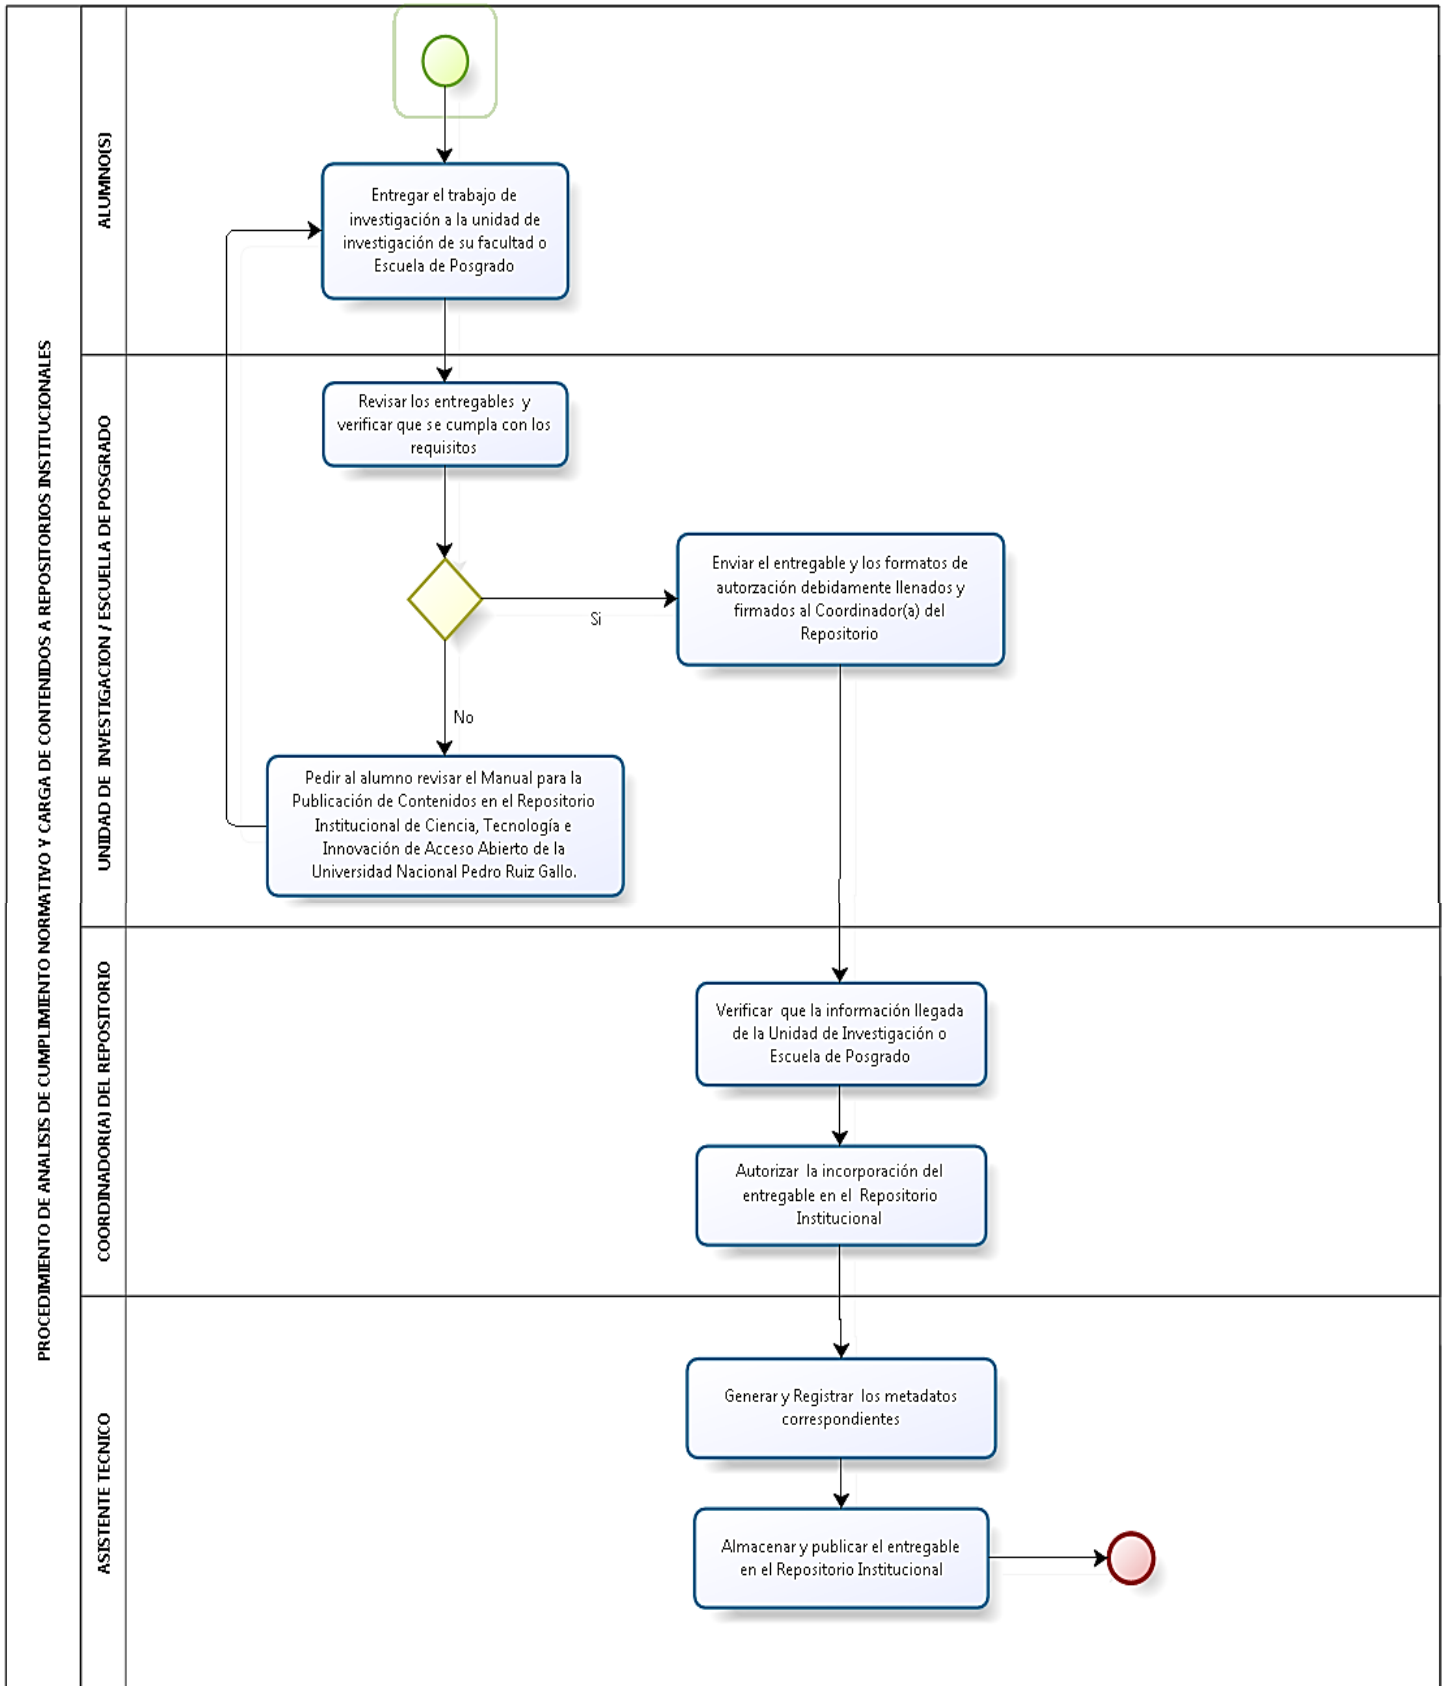 PROCEDIMIENTO DE ANALISIS DE CUMPLIMIENTO NORMATIVO Y CARGA DE CONTENIDOS A REPOSITORIOS INSTITUCIONALES
ALUMNO(S)
Entregar el trabajo de
investigación a la unidad de
investigación de su facultad o
Escuela de Posgrado
UNIDAD DE INVESTIGACION / ESCUELLA DE POSGRADO
Revisar los entregables y
verificar que se cumpla con los
requisitos
Si
Enviar el entregable y los formatos de
autorzación debidamente llenados y
firmados al Coordinador(a) del
Repositorio
No
Pedir al alumno revisar el Manual para la
Publicación de Contenidos en el Repositorio
Institucional de Ciencia, Tecnología e
Innovación de Acceso Abierto de la
Universidad Nacional Pedro Ruiz Gallo.
COORDINADOR(A) DEL REPOSITORIO
Verificar que la información llegada
de la Unidad de Investigación o
Escuela de Posgrado
Autorizar la incorporación del
entregable en el Repositorio
Institucional
ASISTENTE TECNICO
Generar y Registrar los metadatos
correspondientes
Almacenar y publicar el entregable
en el Repositorio Institucional